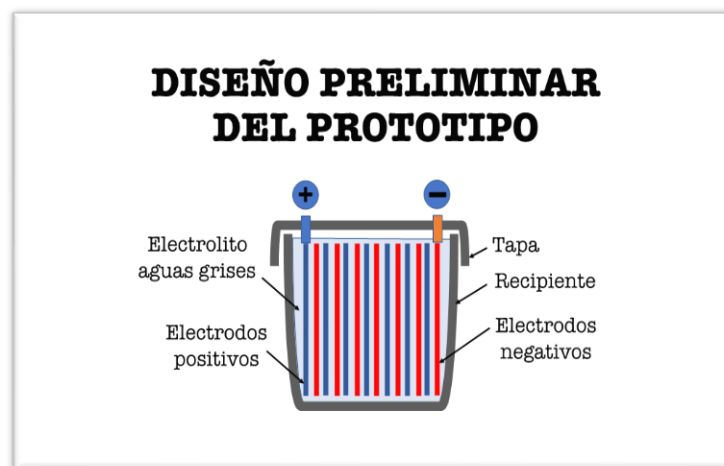 DISEÑO PRELIMINAR
DEL PROTOTIPO
+
−
Electrolito
aguas grises
Tapa
Recipiente
Electrodos
positivos
Electrodos
negativos